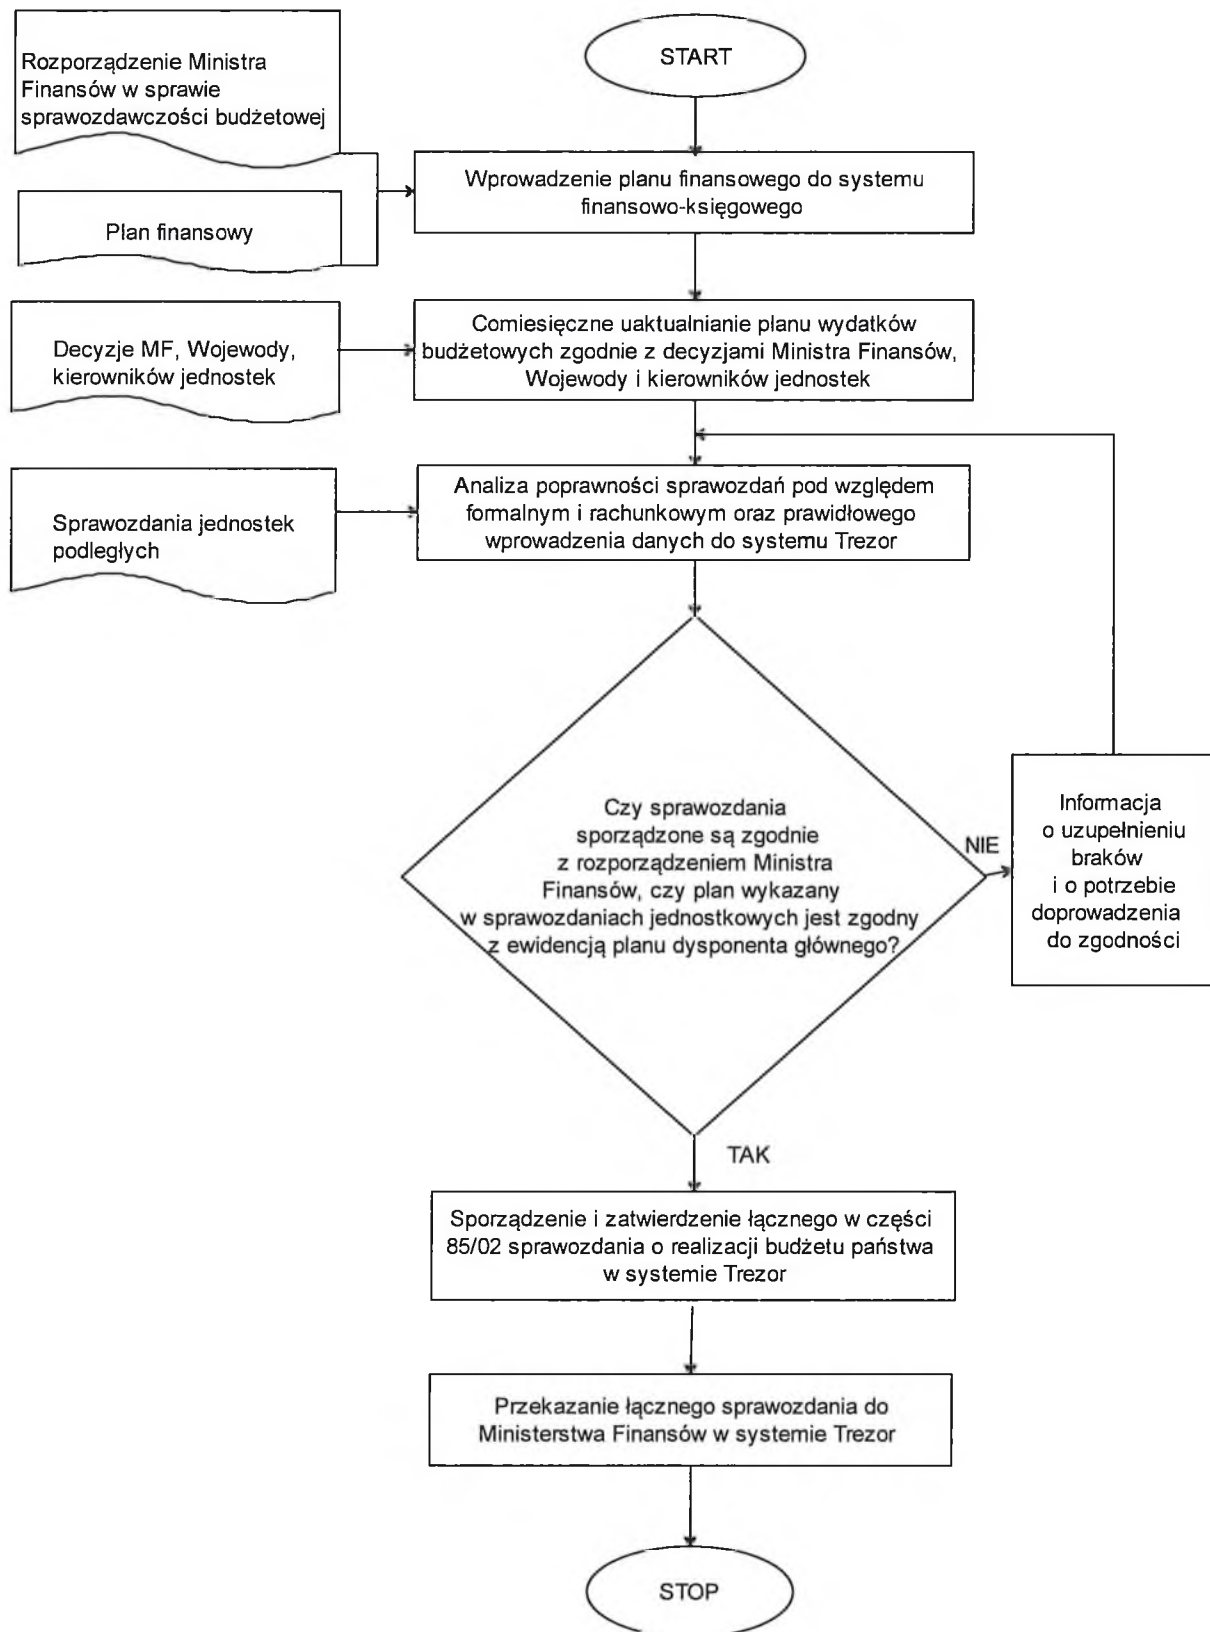 START
Rozporządzenie Ministra
Finansów w sprawie
sprawozdawczości budżetowej
Wprowadzenie planu finansowego do systemu
finansowo-księgowego
Plan finansowy
Comiesięczne uaktualnianie planu wydatków
budżetowych zgodnie z decyzjami Ministra Finansów,
Wojewody i kierowników jednostek
Decyzje MF, Wojewody,
kierowników jednostek
Analiza poprawności sprawozdań pod względem
formalnym i rachunkowym oraz prawidłowego
wprowadzenia danych do systemu Trezor
Sprawozdania jednostek
podległych
Czy sprawozdania
sporządzone są zgodnie
z rozporządzeniem Ministra
Finansów, czy plan wykazany
w sprawozdaniach jednostkowych jest zgodny
z ewidencją planu dysponenta głównego?
NIE
Informacja
o uzupełnieniu
braków
i o potrzebie
doprowadzenia
do zgodności
TAK
Sporządzenie i zatwierdzenie łącznego w części
85/02 sprawozdania o realizacji budżetu państwa
w systemie Trezor
Przekazanie łącznego sprawozdania do
Ministerstwa Finansów w systemie Trezor
STOP